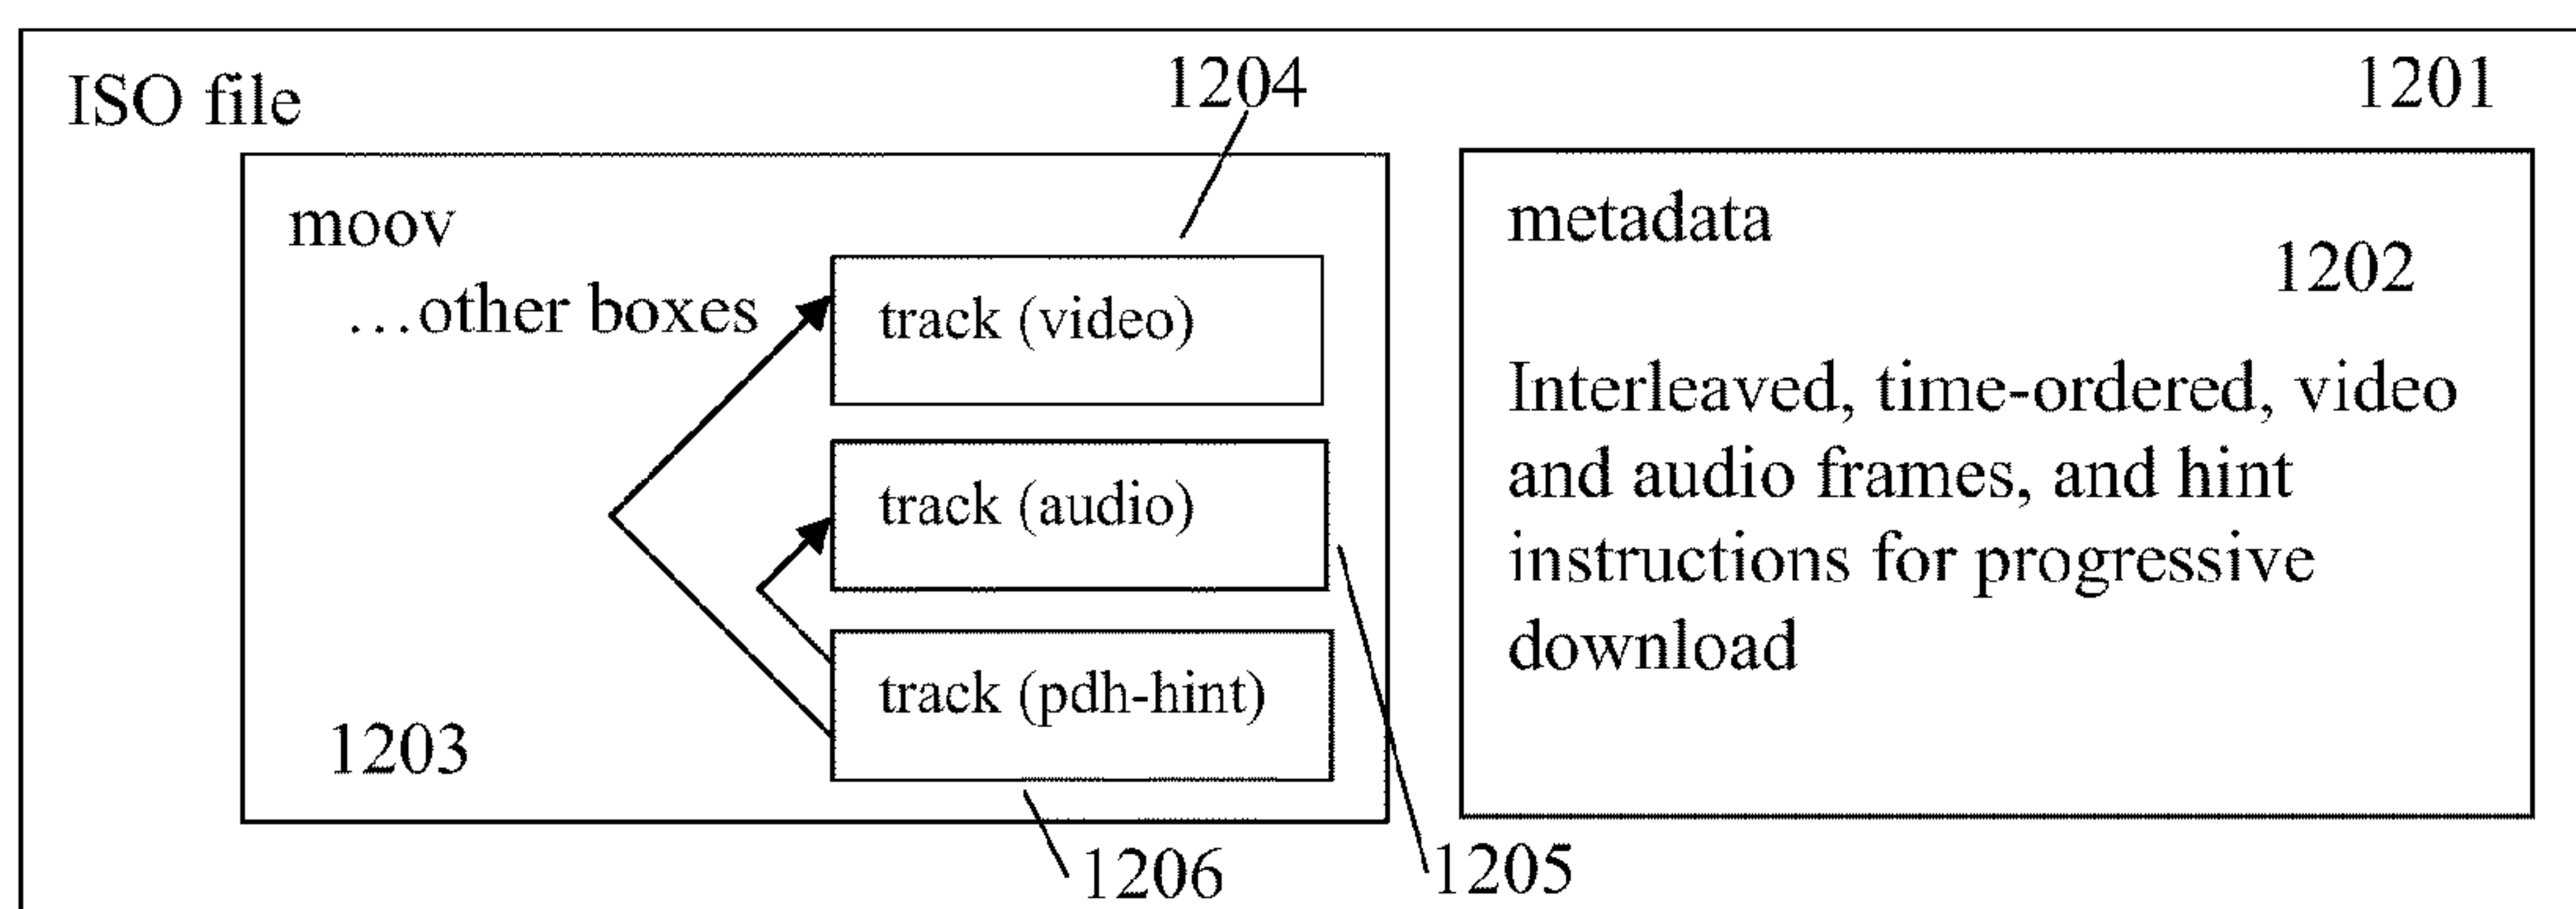 ISO file
1204
1201
moov
…other boxes
track (video)
track (audio)
track (pdh-hint)
1203
1206
1205
metadata
1202
Interleaved, time-ordered, video
and audio frames, and hint
instructions for progressive
download